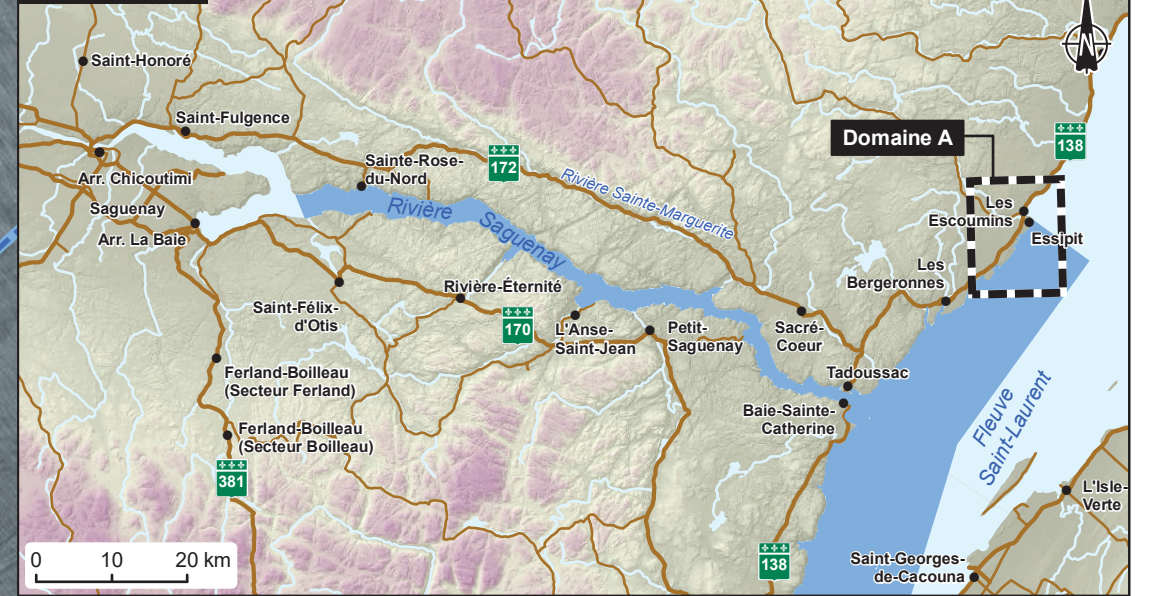 N
Saint-Honoré
Saint-Fulgence
Domaine A
138
Arr. Chicoutimi
Sainte-Rose-
du-Nord
172
Rivière Sainte-Marguerite
Saguenay
Arr. La Baie
Rivière Saguenay
Les
Escoumins
Essipit
Les
Bergeronnes
Saint-Félix-
d'Otis
Rivière-Éternité
170
L'Anse-
Saint-Jean
Petit-
Saguenay
Sacré-
Coeur
Tadoussac
Ferland-Boilleau
(Secteur Ferland)
Baie-Sainte-
Catherine
Fleuve
Saint-Laurent
Ferland-Boilleau
(Secteur Boilleau)
381
L'Isle-
Verte
138
Saint-Georges-
de-Cacouna
0 10 20 km